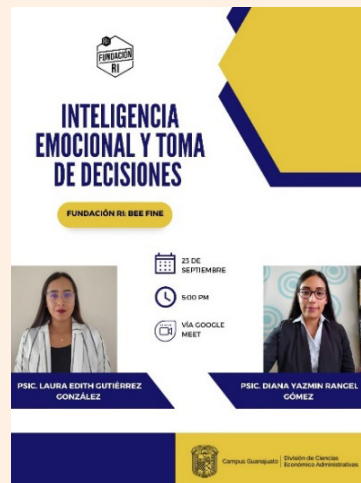 FUNDACIÓN
RI
INTELIGENCIA
EMOCIONAL Y TOMA
DE DECISIONES
FUNDACIÓN RI: BEE FINE
23 DE
SEPTIEMBRE
5:00 PM
VÍA GOOGLE
MEET
PSIC. LAURA EDITH GUTIÉRREZ
GONZÁLEZ
PSIC. DIANA YAZMIN RANGEL
GÓMEZ
Campus Guanajuato
División de Ciencias
Económico Administrativas